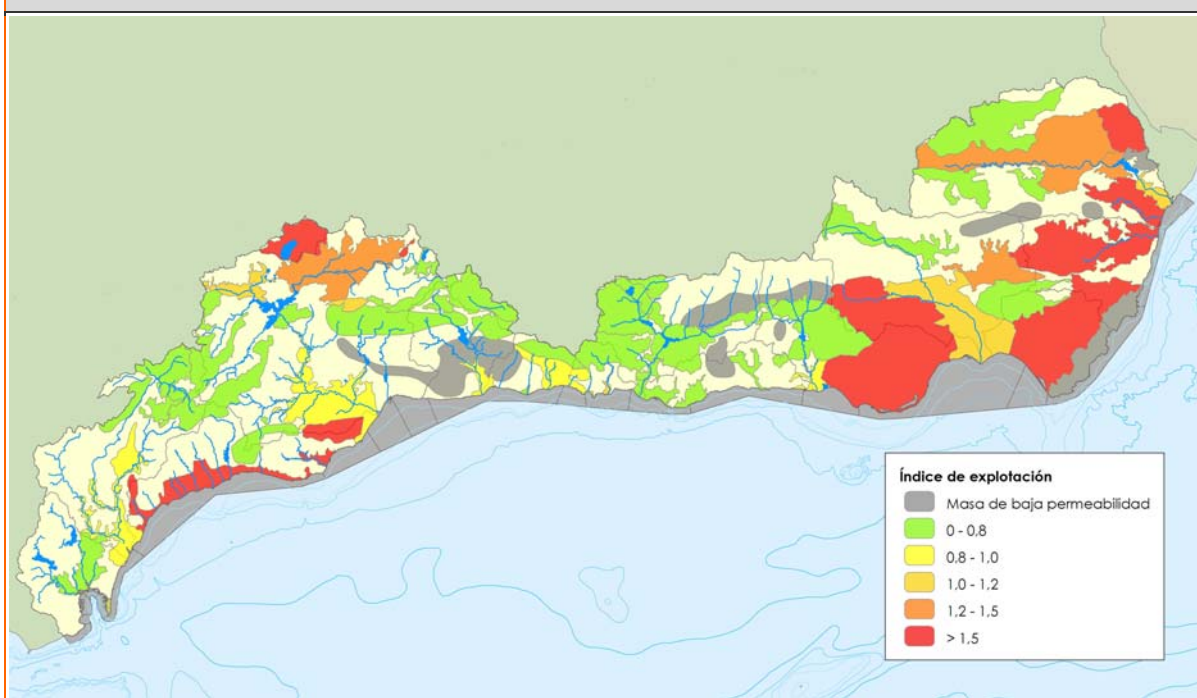 Índice de explotación
Masa de baja permeabilidad
0 - 0,8
0,8 - 1,0
1,0 - 1,2
1,2 - 1,5
> 1,5